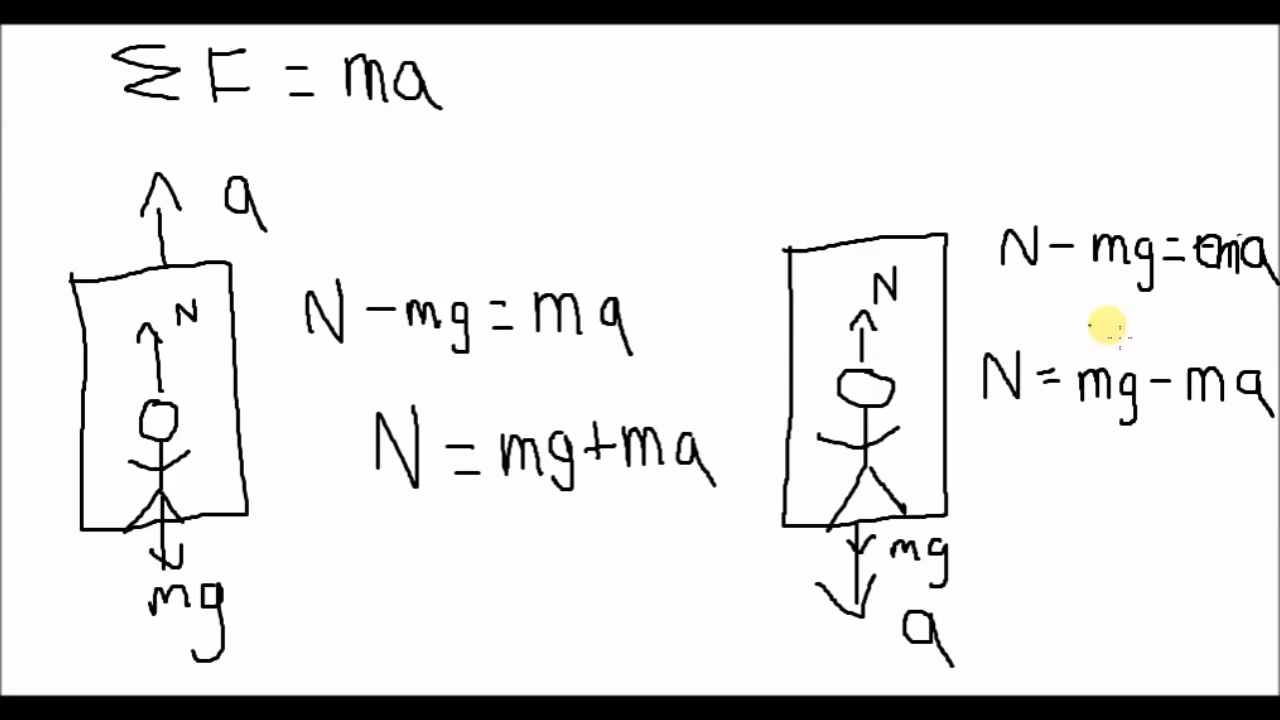 ΣF = ma
a
N
N - mg = ma
N = mg + ma
mg
N
N - mg = -ma
N = mg - ma
mg
a